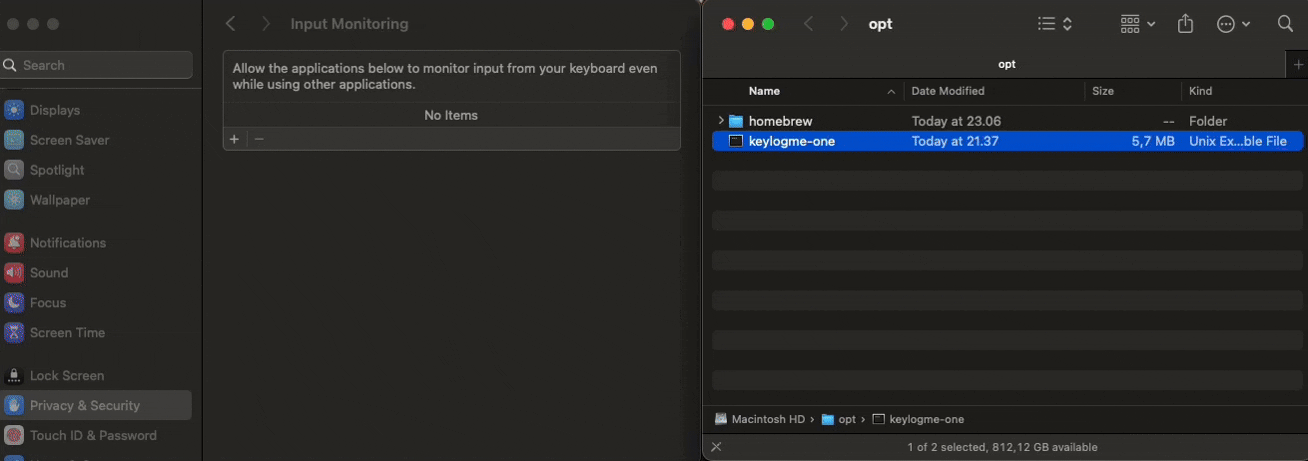 Search
Displays
Screen Saver
Spotlight
Wallpaper
Notifications
Sound
Focus
Screen Time
Lock Screen
Privacy & Security
Touch ID & Password
Input Monitoring
Allow the applications below to monitor input from your keyboard even
while using other applications.
No Items
opt
opt
Name Date Modified Size Kind
homebrew Today at 23.06 -- Folder
keylogme-one Today at 21.37 5,7 MB Unix Ex...ble File
Macintosh HD › opt › keylogme-one
1 of 2 selected, 812,12 GB available